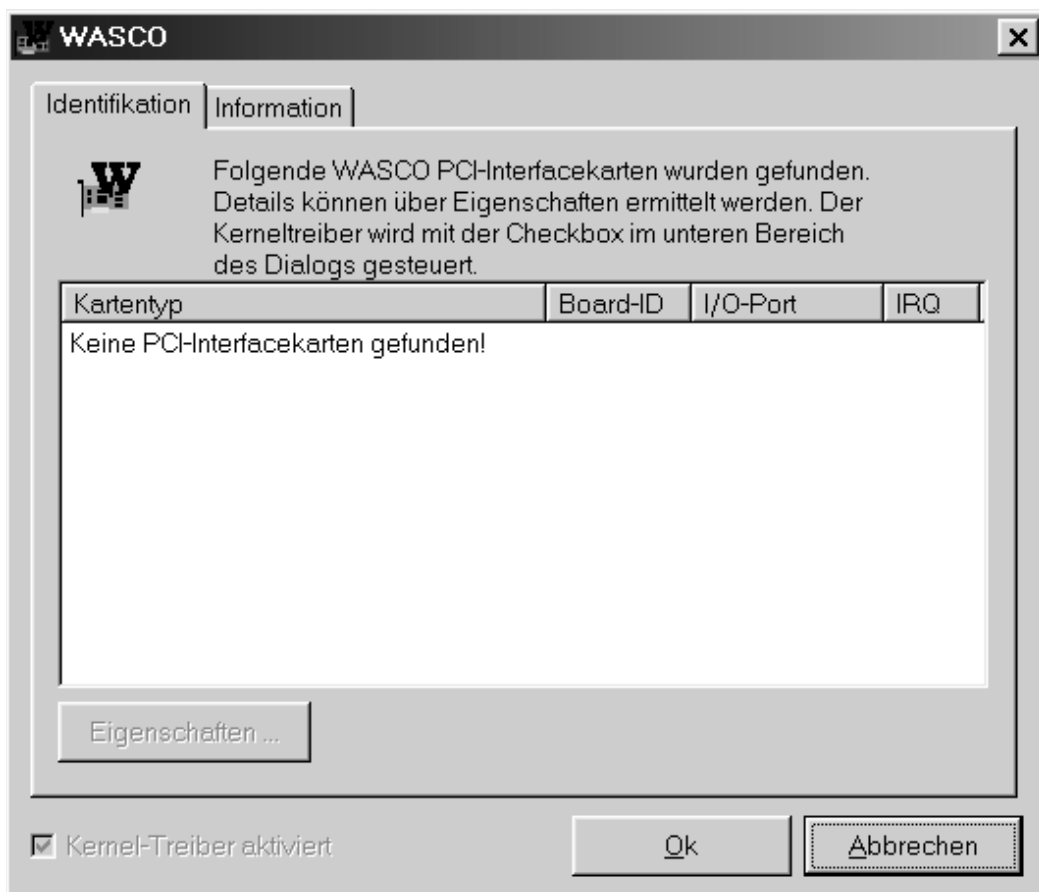 WASCO
Identifikation
Information
W
Folgende WASCO PCI-Interfacekarten wurden gefunden.
Details können über Eigenschaften ermittelt werden. Der
Kerneltreiber wird mit der Checkbox im unteren Bereich
des Dialogs gesteuert.
Kartentyp Board-ID I/O-Port IRQ
Keine PCI-Interfacekarten gefunden!
Eigenschaften ...
Kernel-Treiber aktiviert
Ok
Abbrechen